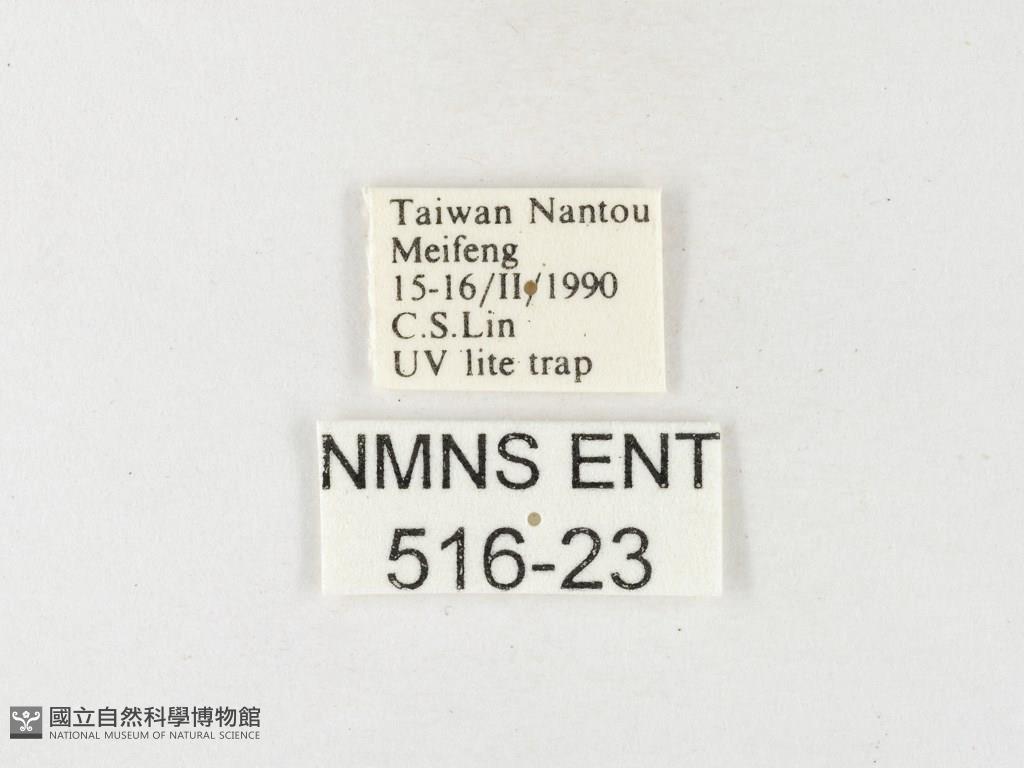 Taiwan Nantou
Meifeng
15-16/II/1990
C.S.Lin
UV lite trap
NMNS ENT
516-23
國立自然科學博物館
NATIONAL MUSEUM OF NATURAL SCIENCE